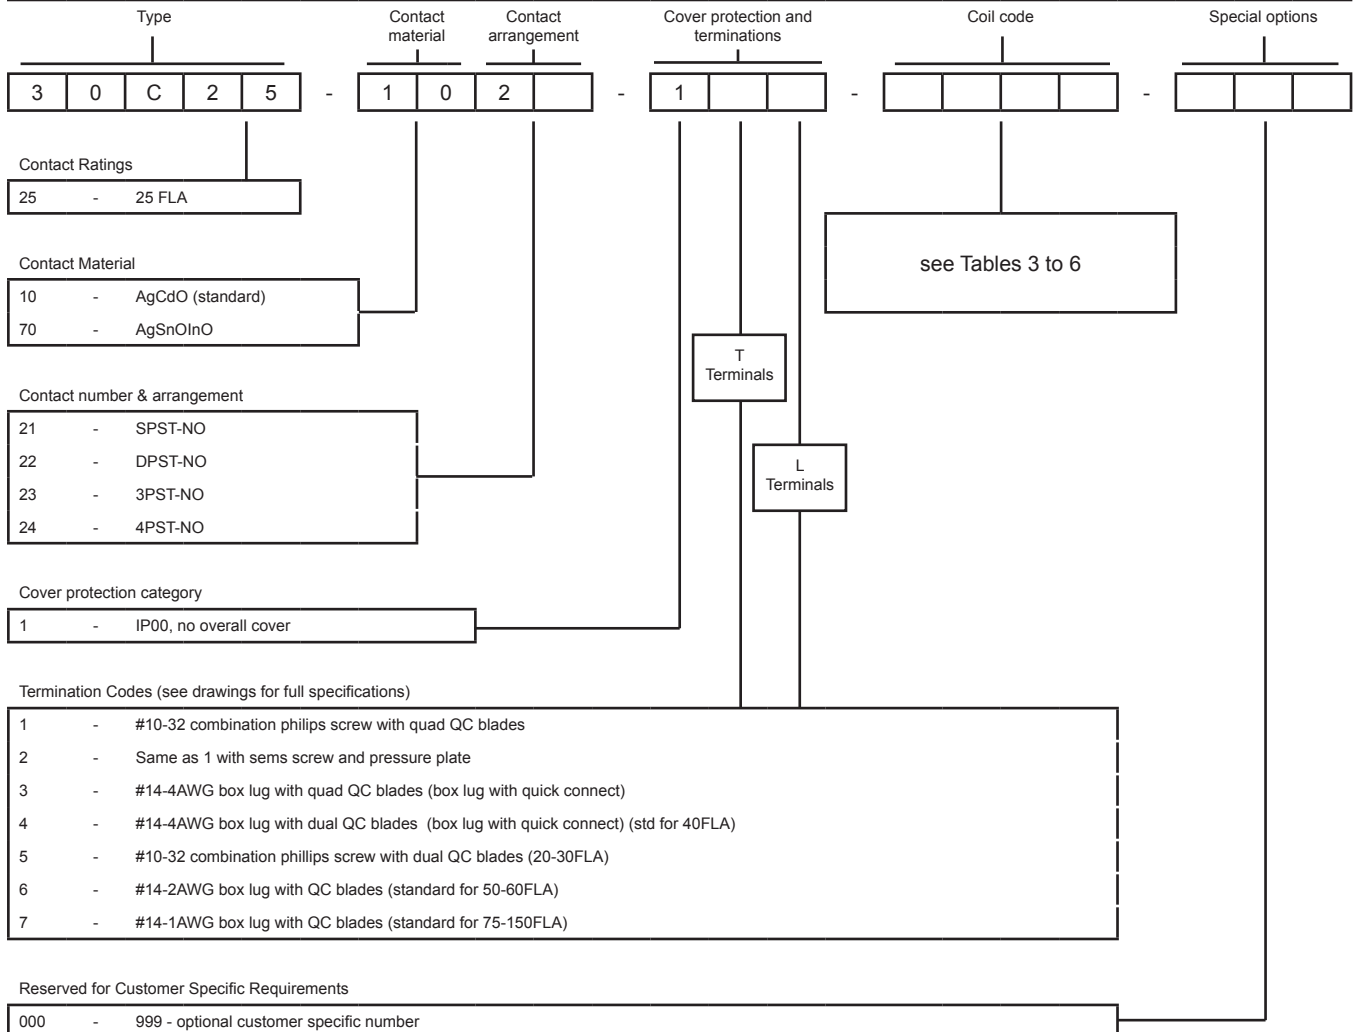 Type Contact material Contact arrangement Cover protection and terminations Coil code Special options
3 0 C 2 5 - 1 0 2 - 1 - -
Contact Ratings
25 - 25 FLA
Contact Material
10 - AgCdO (standard)
70 - AgSnOInO
see Tables 3 to 6
T
Terminals
Contact number & arrangement
21 - SPST-NO
22 - DPST-NO
23 - 3PST-NO
24 - 4PST-NO
L
Terminals
Cover protection category
1 - IP00, no overall cover
Termination Codes (see drawings for full specifications)
1 - #10-32 combination philips screw with quad QC blades
2 - Same as 1 with sems screw and pressure plate
3 - #14-4AWG box lug with quad QC blades (box lug with quick connect)
4 - #14-4AWG box lug with dual QC blades (box lug with quick connect) (std for 40FLA)
5 - #10-32 combination phillips screw with dual QC blades (20-30FLA)
6 - #14-2AWG box lug with QC blades (standard for 50-60FLA)
7 - #14-1AWG box lug with QC blades (standard for 75-150FLA)
Reserved for Customer Specific Requirements
000 - 999 - optional customer specific number